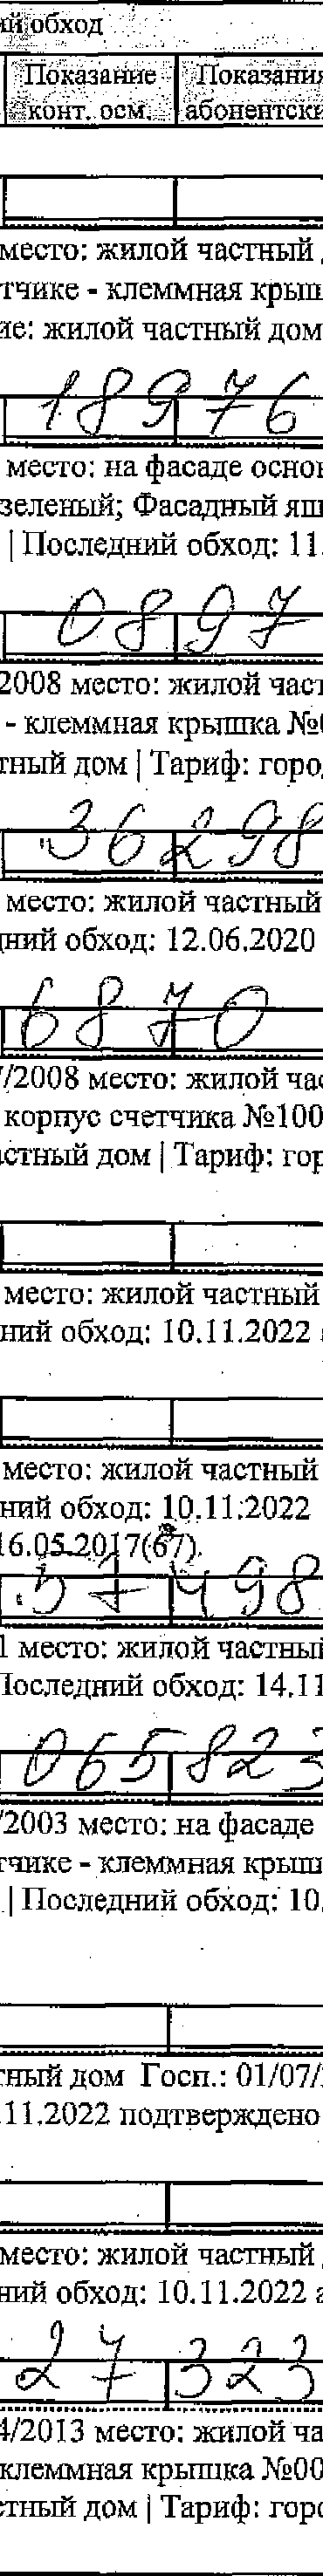 ий обход
Показание Показания
конт. осм. абонентски
место: жилой частный
тчике - клеммная крыш
ие: жилой частный дом
18976
место: на фасаде осно
зеленый; Фасадный ящ
| Последний обход: 11.
0897
2008 место: жилой част
- клеммная крышка №0
тный дом | Тариф: горо
36298
место: жилой частный
дний обход: 12.06.2020
6870
/2008 место: жилой час
корпус счетчика №100
астный дом | Тариф: гор
место: жилой частный
ний обход: 10.11.2022
место: жилой частный
ний обход: 10.11.2022
16.05.2017(67).
57498
1 место: жилой частный
Последний обход: 14.11
065823
/2003 место: на фасаде
тчике - клеммная крыш
| Последний обход: 10.
тный дом Госп.: 01/07/
11.2022 подтверждено
место: жилой частный
ний обход: 10.11.2022 а
27323
4/2013 место: жилой ча
клеммная крышка №00
стный дом | Тариф: горо